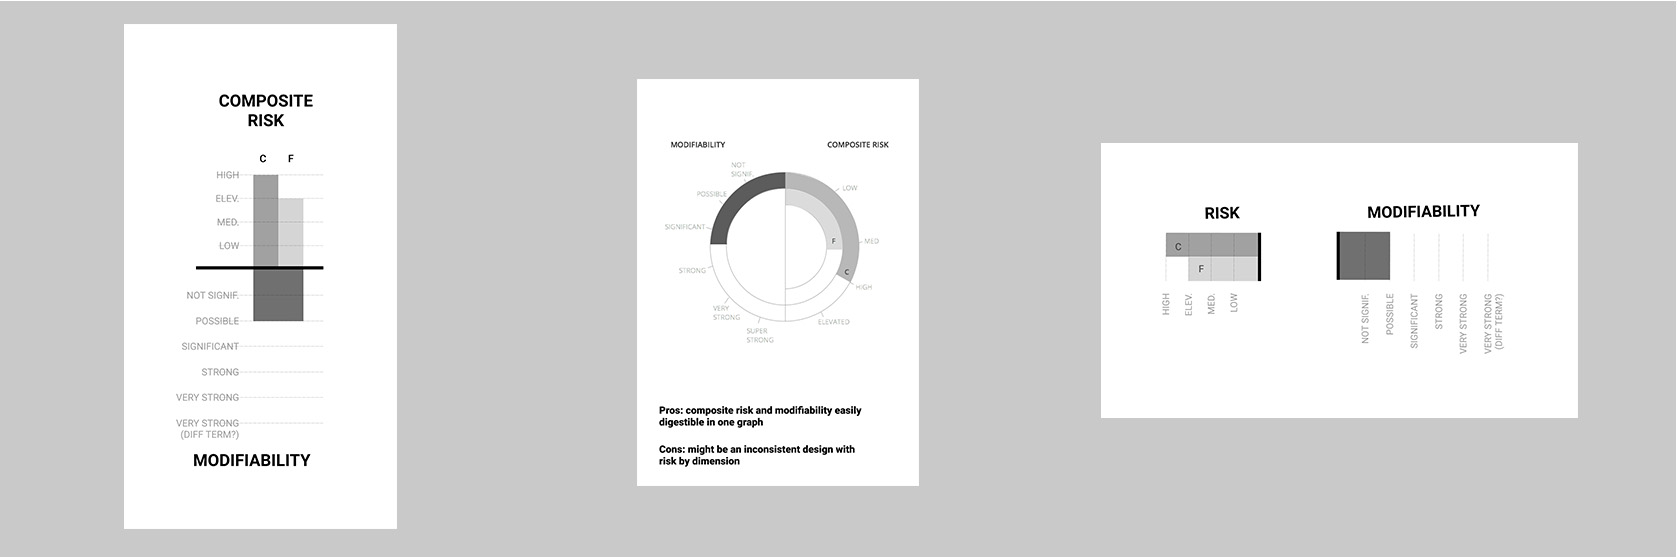 COMPOSITE
RISK
C F
HIGH
ELEV.
MED.
LOW
NOT SIGNIF.
POSSIBLE
SIGNIFICANT
STRONG
VERY STRONG
VERY STRONG
(DIFF TERM?)
MODIFIABILITY
MODIFIABILITY
COMPOSITE RISK
NOT
SIGNIF.
POSSIBLE
SIGNIFICANT
STRONG
VERY
STRONG
SUPER
STRONG
LOW
MED
HIGH
ELEVATED
F
C
Pros: composite risk and modifiability easily
digestible in one graph
Cons: might be an inconsistent design with
risk by dimension
RISK
C
F
HIGH
ELEV.
MED.
LOW
MODIFIABILITY
NOT SIGNIF.
POSSIBLE
SIGNIFICANT
STRONG
VERY STRONG
VERY STRONG
(DIFF TERM?)